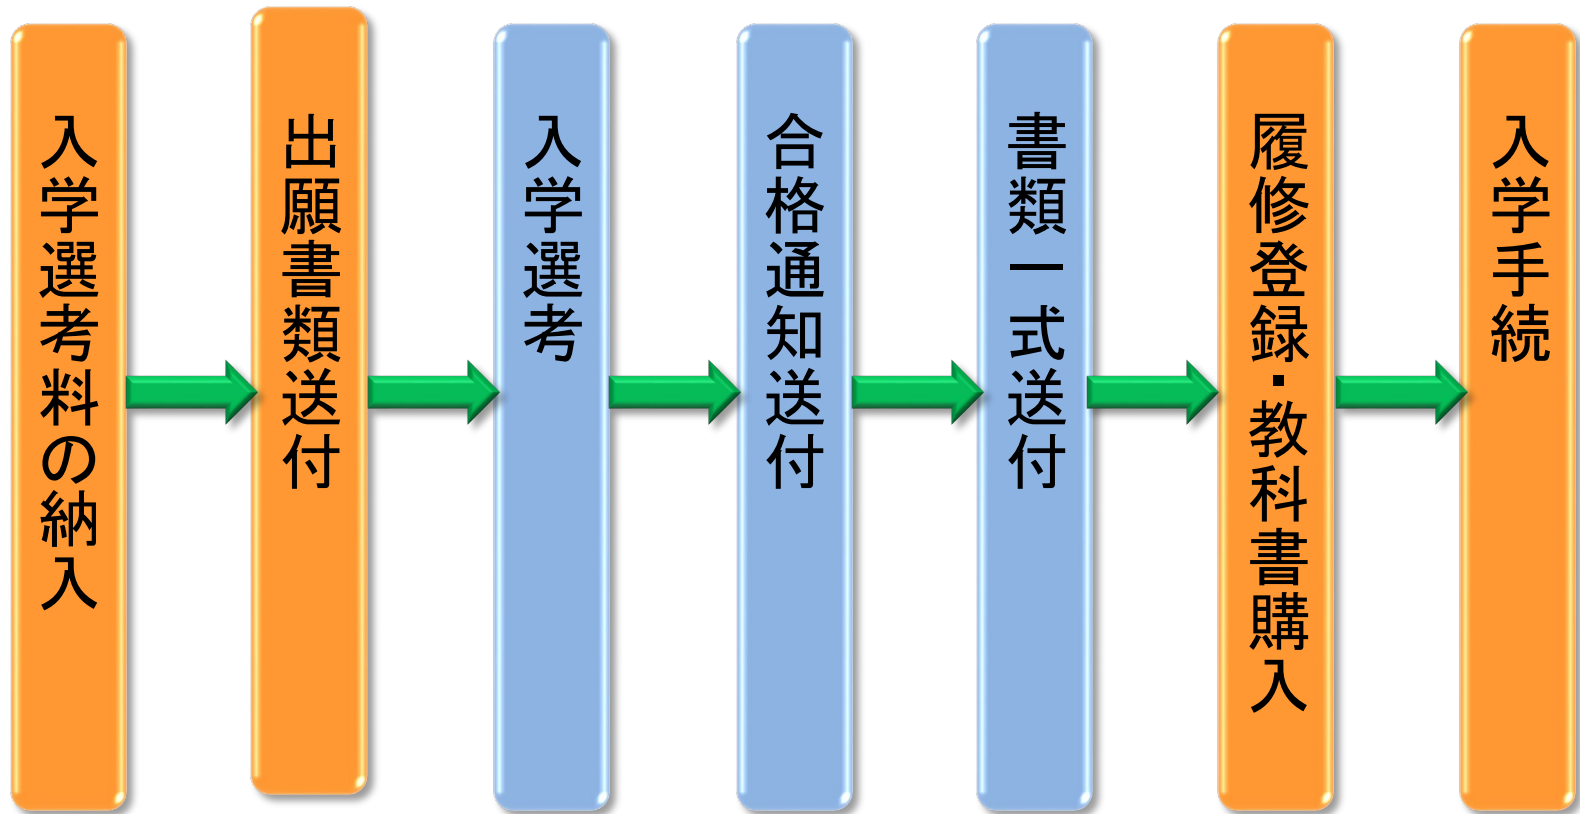 入学選考料の納入
出願書類送付
入学選考
合格通知送付
書類一式送付
履修登録・教科書購入
入学手続